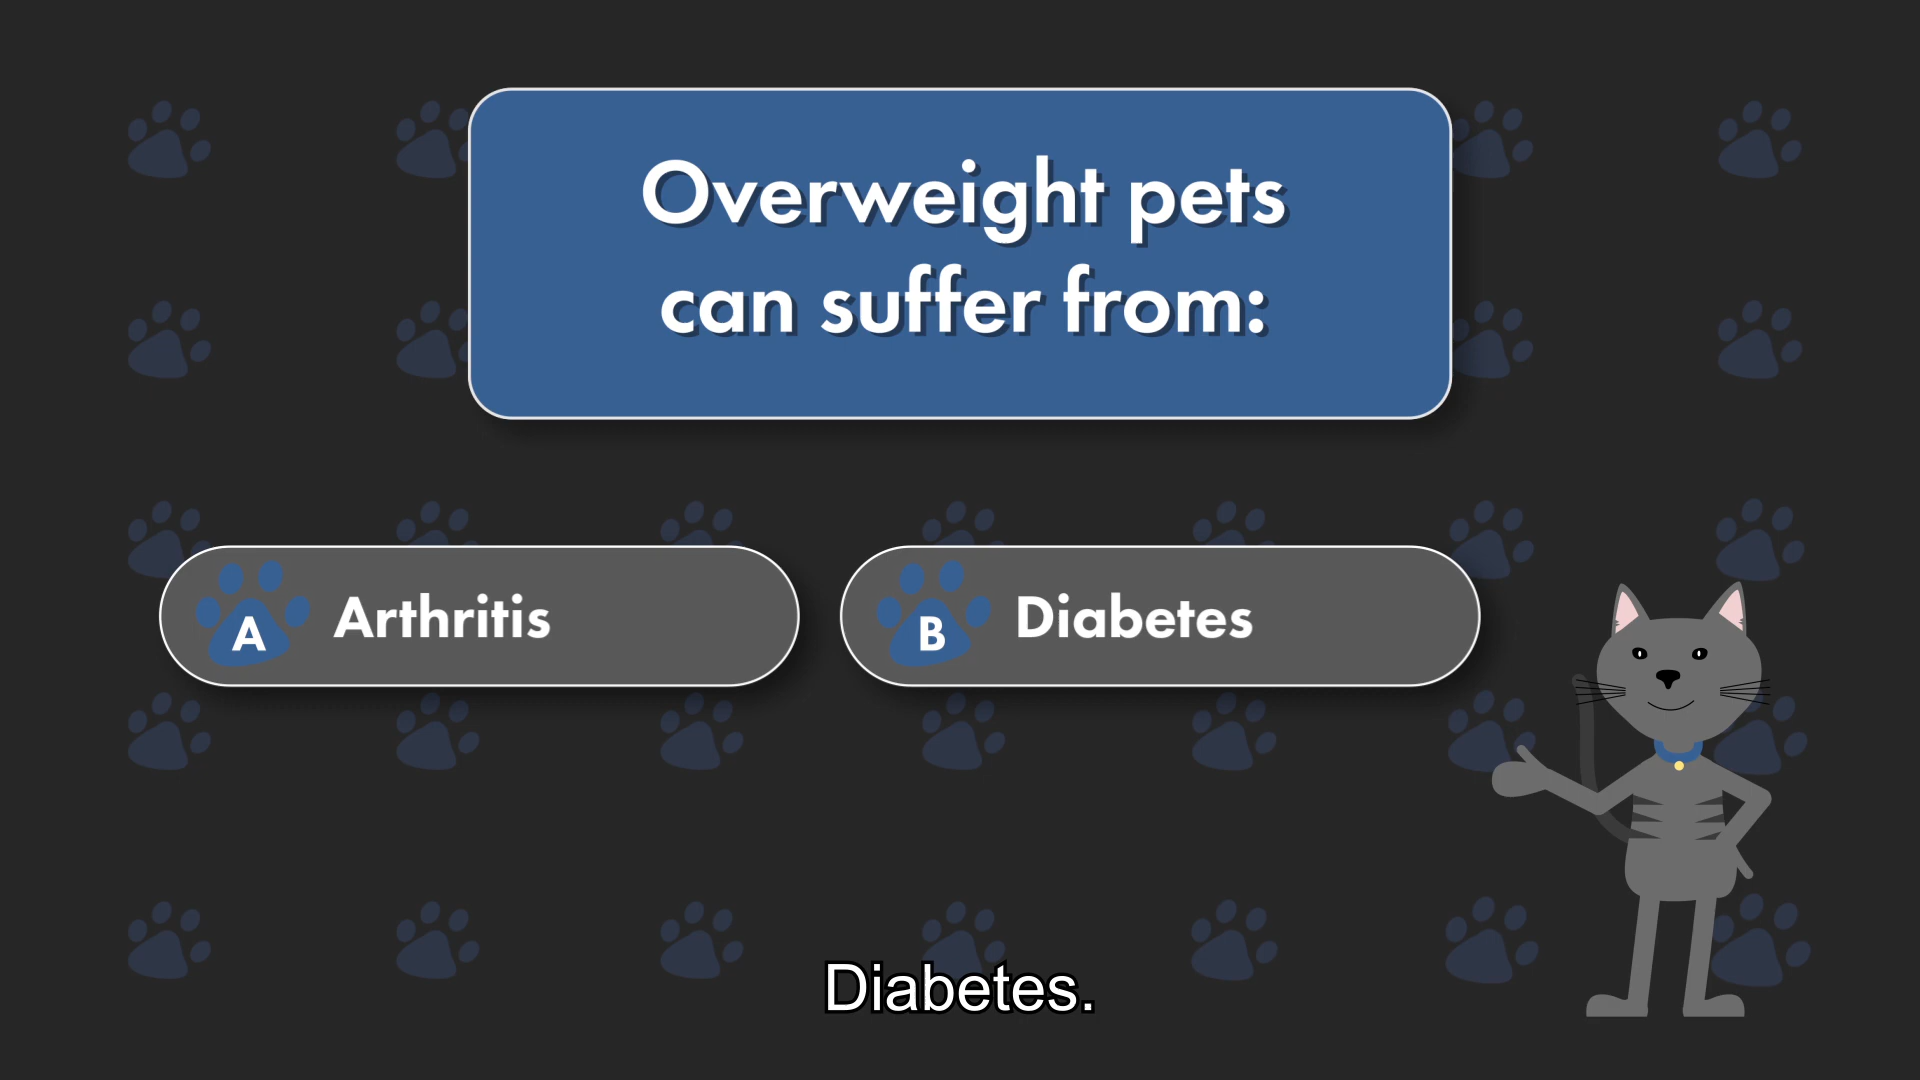 Overweight pets
can suffer from:
A Arthritis
B Diabetes
Diabetes.